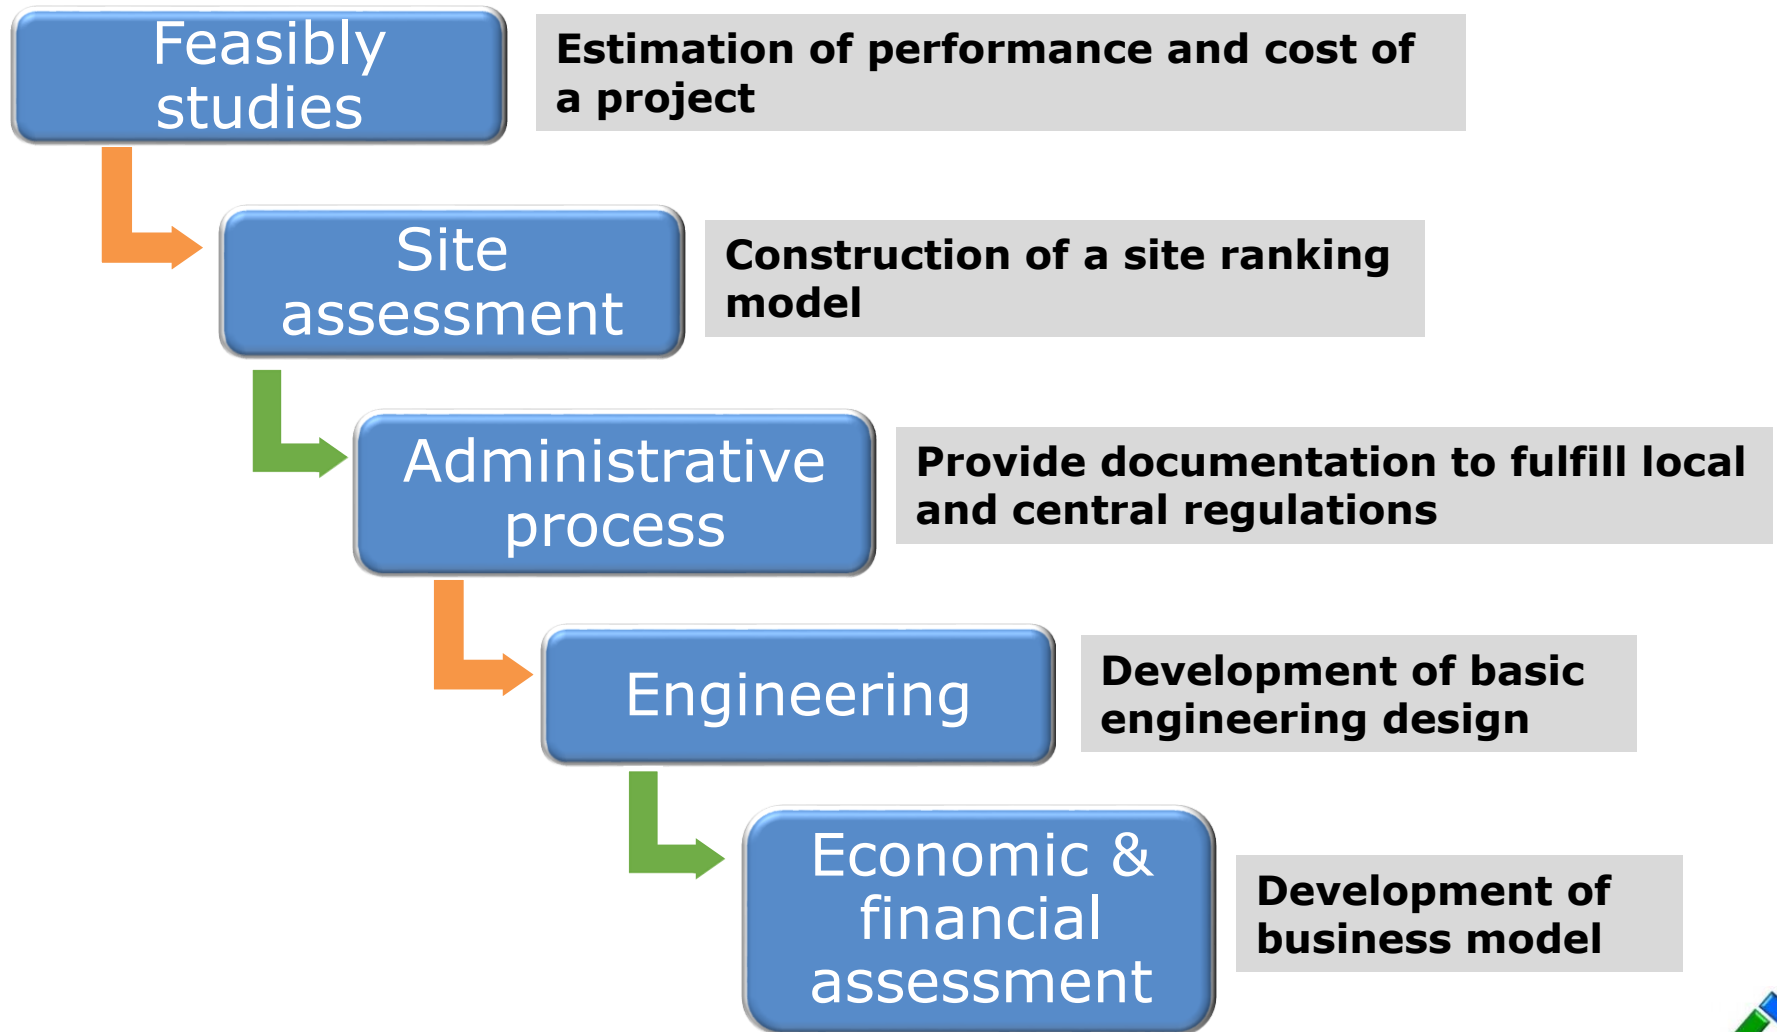 Feasibly
studies
Estimation of performance and cost of
a project
Site
assessment
Construction of a site ranking
model
Administrative
process
Provide documentation to fulfill local
and central regulations
Engineering
Development of basic
engineering design
Economic &
financial
assessment
Development of
business model